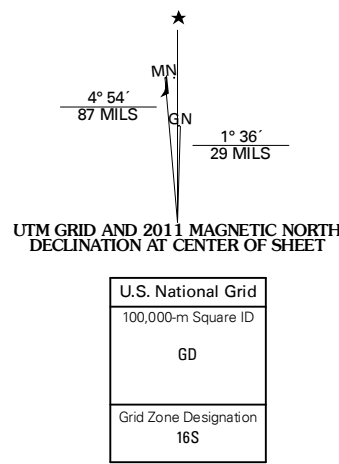 ★
MN
4° 54´
87 MILS
GN
1° 36´
29 MILS
UTM GRID AND 2011 MAGNETIC NORTH
DECLINATION AT CENTER OF SHEET
U.S. National Grid
100,000-m Square ID
GD
Grid Zone Designation
16S